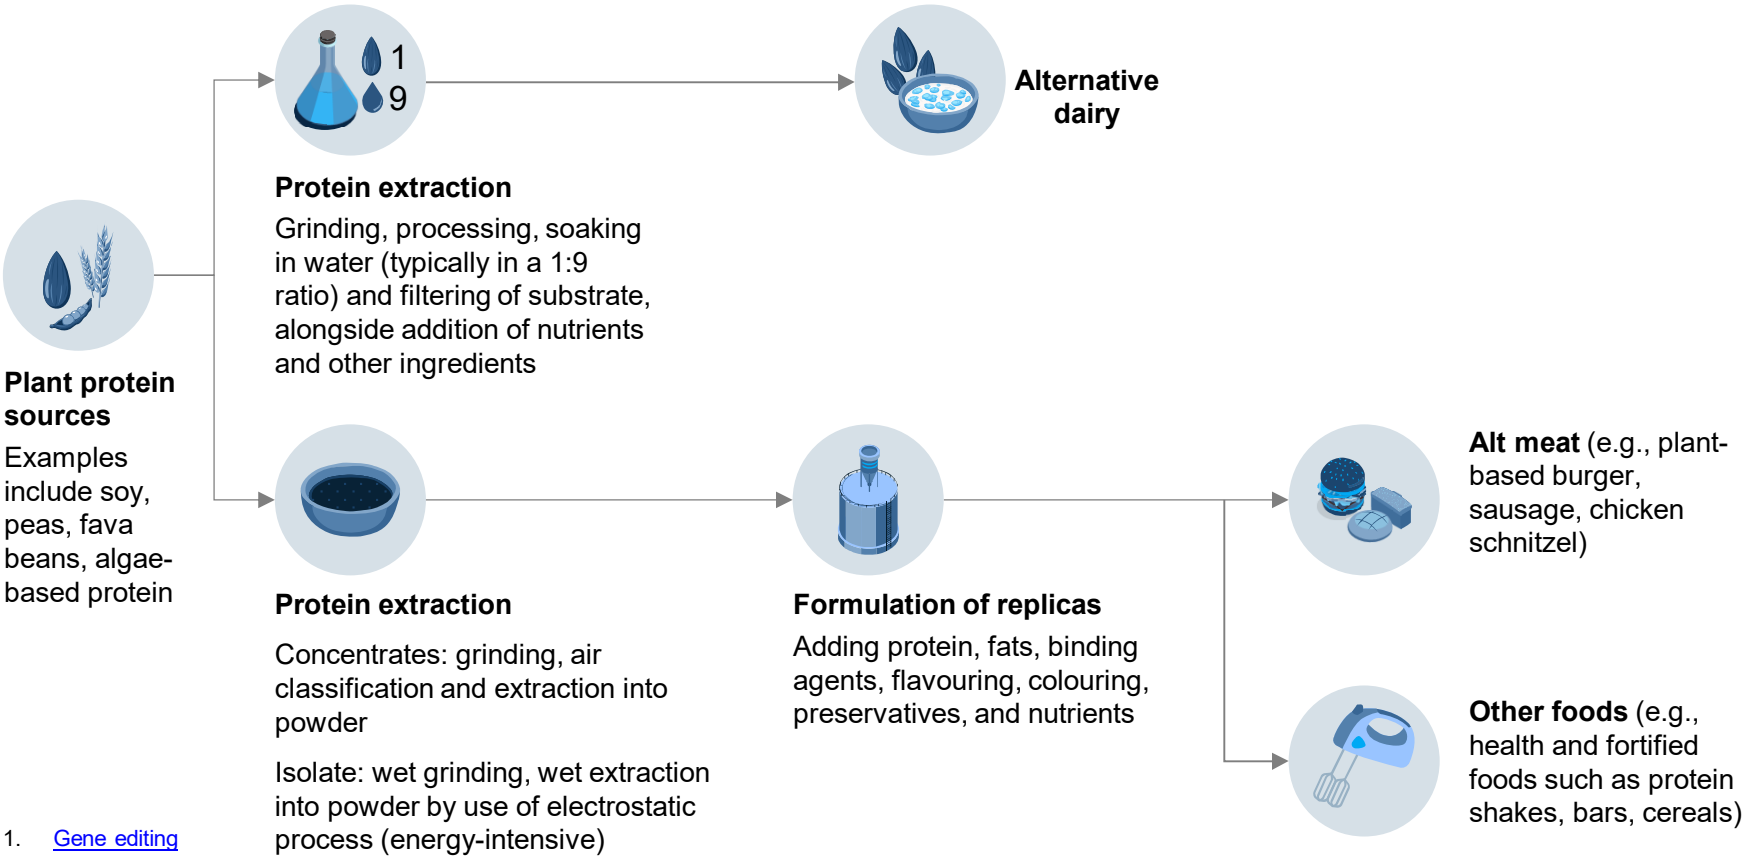 1
9
Alternative
dairy
Protein extraction
Grinding, processing, soaking
in water (typically in a 1:9
ratio) and filtering of substrate,
alongside addition of nutrients
and other ingredients
Plant protein
sources
Examples
include soy,
peas, fava
beans, algae-
based protein
Protein extraction
Concentrates: grinding, air
classification and extraction into
powder
Isolate: wet grinding, wet extraction
into powder by use of electrostatic
process (energy-intensive)
Formulation of replicas
Adding protein, fats, binding
agents, flavouring, colouring,
preservatives, and nutrients
Alt meat (e.g., plant-
based burger,
sausage, chicken
schnitzel)
Other foods (e.g.,
health and fortified
foods such as protein
shakes, bars, cereals)
1. Gene editing